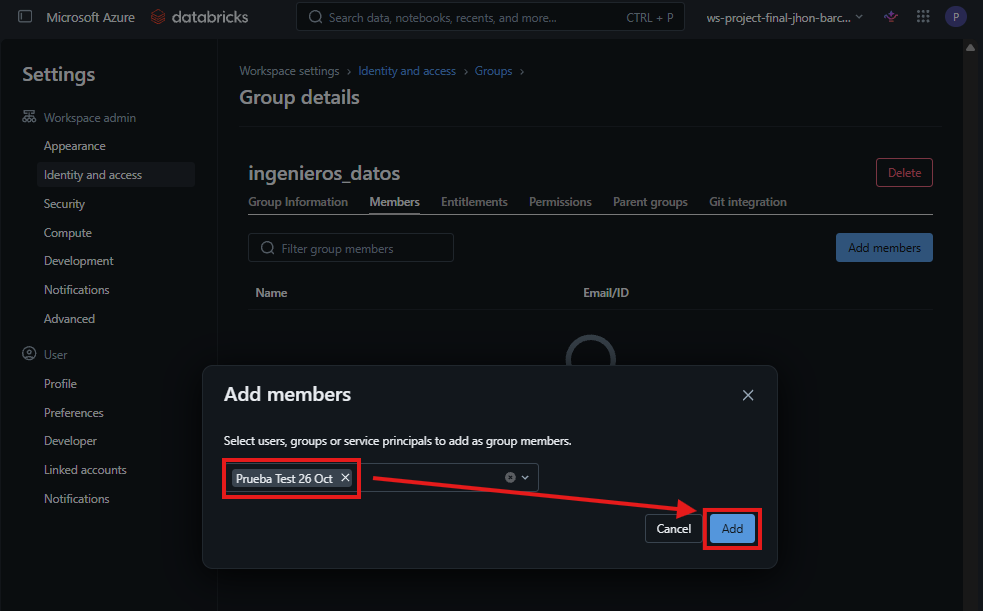 Microsoft Azure databricks Search data, notebooks, recents, and more... CTRL + P ws-project-final-jhon-barc... P
Settings
Workspace admin
Appearance
Identity and access
Security
Compute
Development
Notifications
Advanced
User
Profile
Preferences
Developer
Linked accounts
Notifications
Workspace settings > Identity and access > Groups >
Group details
ingenieros_datos
Delete
Group Information Members Entitlements Permissions Parent groups Git integration
Filter group members
Add members
Name Email/ID
Add members
Select users, groups or service principals to add as group members.
Prueba Test 26 Oct
Cancel Add